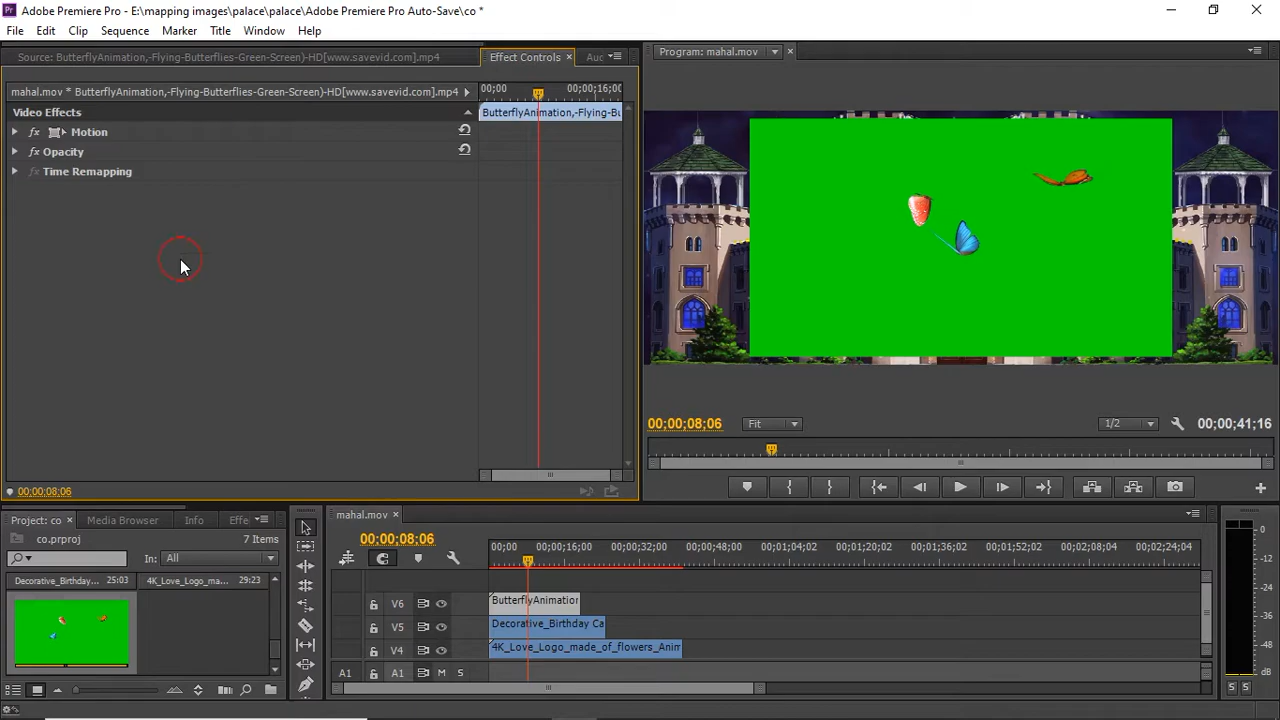 Adobe Premiere Pro - E:\mapping images\palace\palace\Adobe Premiere Pro Auto-Save\co *
File Edit Clip Sequence Marker Title Window Help
Source: ButterflyAnimation,-Flying-Butterflies-Green-Screen)-HD[www.savevid.com].mp4
Effect Controls
Program: mahal.mov
mahal.mov * ButterflyAnimation,-Flying-Butterflies-Green-Screen)-HD[www.savevid.com].mp4
00;00 00;00;16;00
Video Effects
ButterflyAnimation,-Flying-Bu
fx Motion
fx Opacity
fx Time Remapping
00;00;08;06
00;00;08;06 Fit 1/2 00;00;41;16
Project: co Media Browser Info Effe
co.prproj 7 Items
In: All
Decorative_Birthday... 25;03 4K_Love_Logo_ma... 29;23
mahal.mov
00;00;08;06
00;00 00;00;16;00 00;00;32;00 00;00;48;00 00;01;04;02 00;01;20;02 00;01;36;02 00;01;52;02 00;02;08;04 00;02;24;04
V6 ButterflyAnimation
V5 Decorative_Birthday Ca
V4 4K_Love_Logo_made_of_flowers_Anim
A1 A1 M S
0
-12
-24
-36
-48
dB
S S